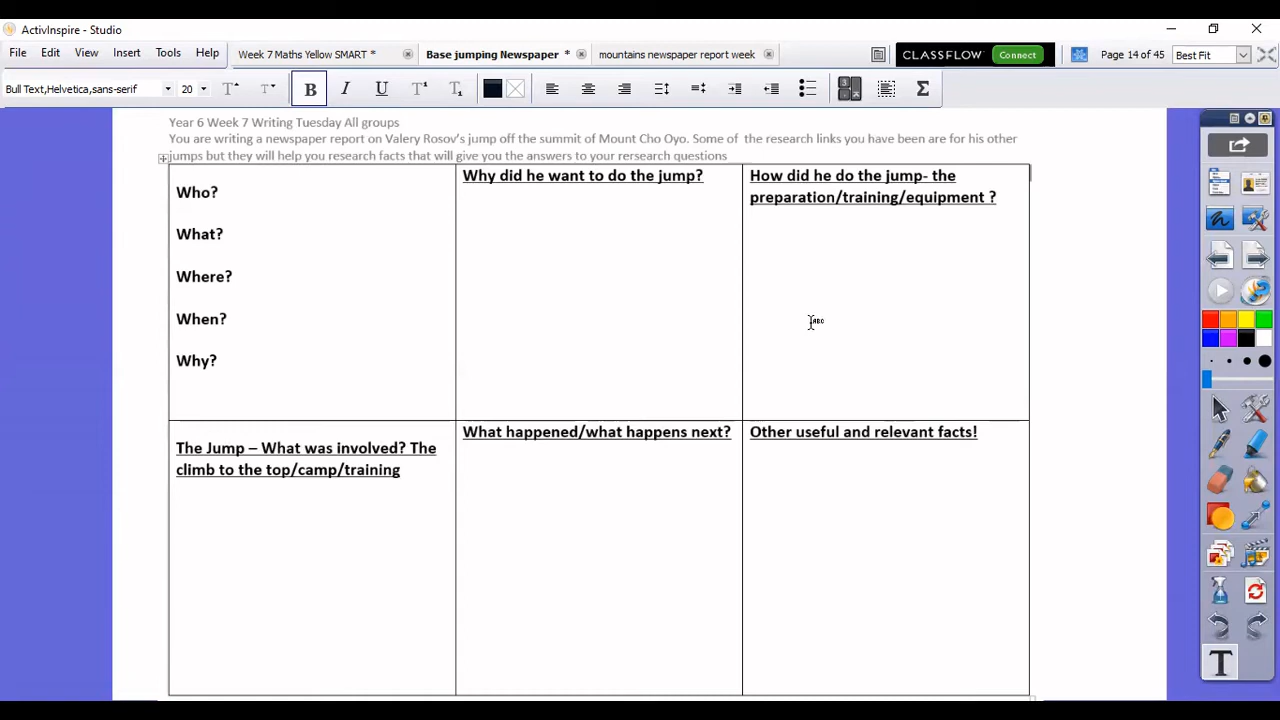 ActivInspire - Studio
File Edit View Insert Tools Help
Week 7 Maths Yellow SMART *
Base jumping Newspaper *
mountains newspaper report week
CLASSFLOW Connect
Page 14 of 45
Best Fit
Bull Text,Helvetica,sans-serif 20 B I U
Year 6 Week 7 Writing Tuesday All groups
You are writing a newspaper report on Valery Rosov's jump off the summit of Mount Cho Oyo. Some of the research links you have been are for his other
jumps but they will help you research facts that will give you the answers to your rersearch questions
Who?
What?
Where?
When?
Why?
Why did he want to do the jump?
How did he do the jump- the
preparation/training/equipment ?
ABC
The Jump – What was involved? The
climb to the top/camp/training
What happened/what happens next?
Other useful and relevant facts!